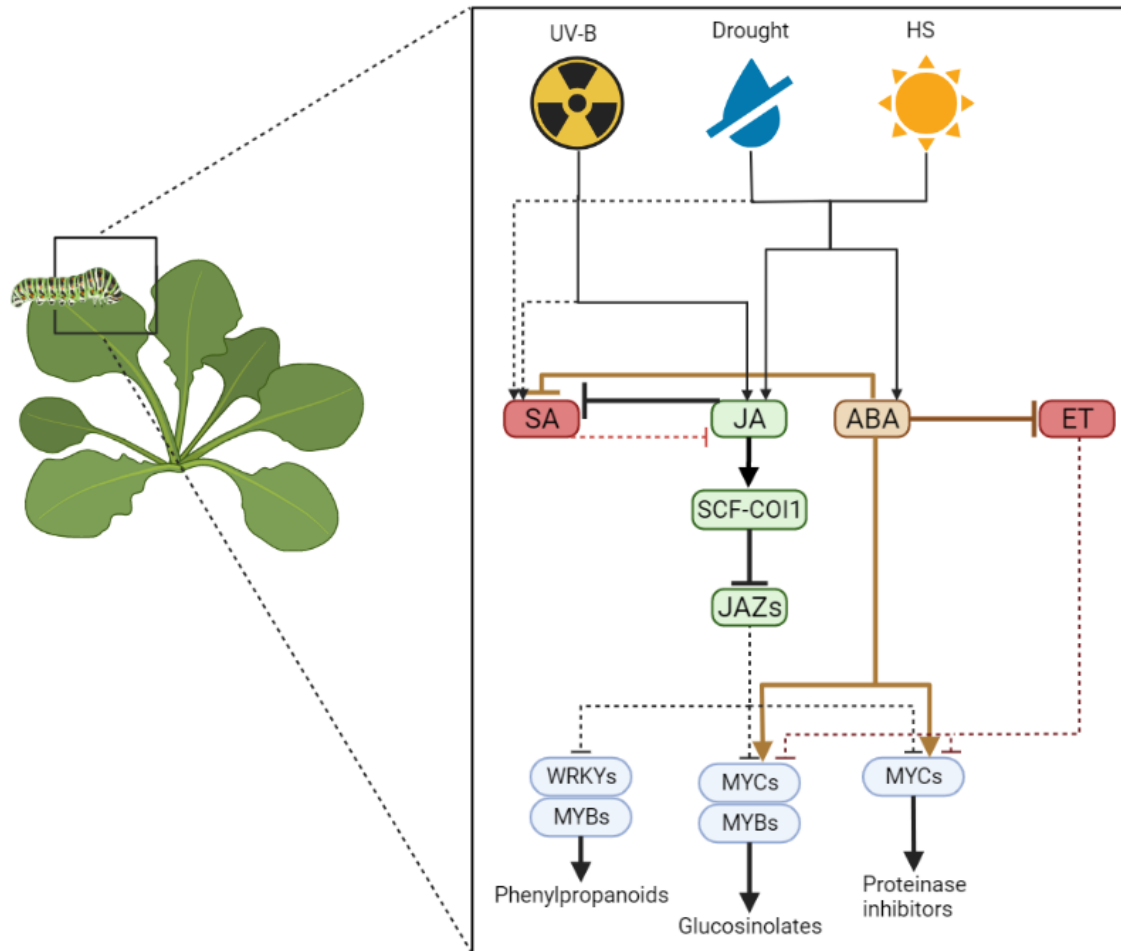 UV-B
Drought
HS
SA
JA
ABA
ET
SCF-COI1
JAZs
WRKYs
MYBs
MYCs
MYBs
MYCs
Phenylpropanoids
Glucosinolates
Proteinase
inhibitors